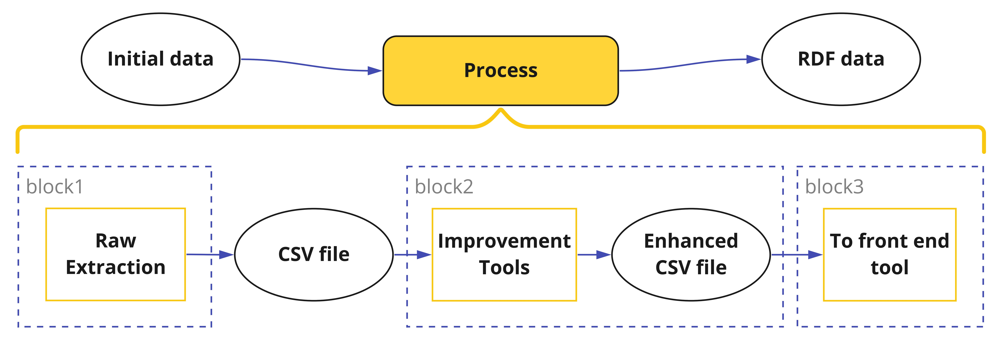 Initial data
Process
RDF data
block1
Raw
Extraction
CSV file
block2
Improvement
Tools
Enhanced
CSV file
block3
To front end
tool